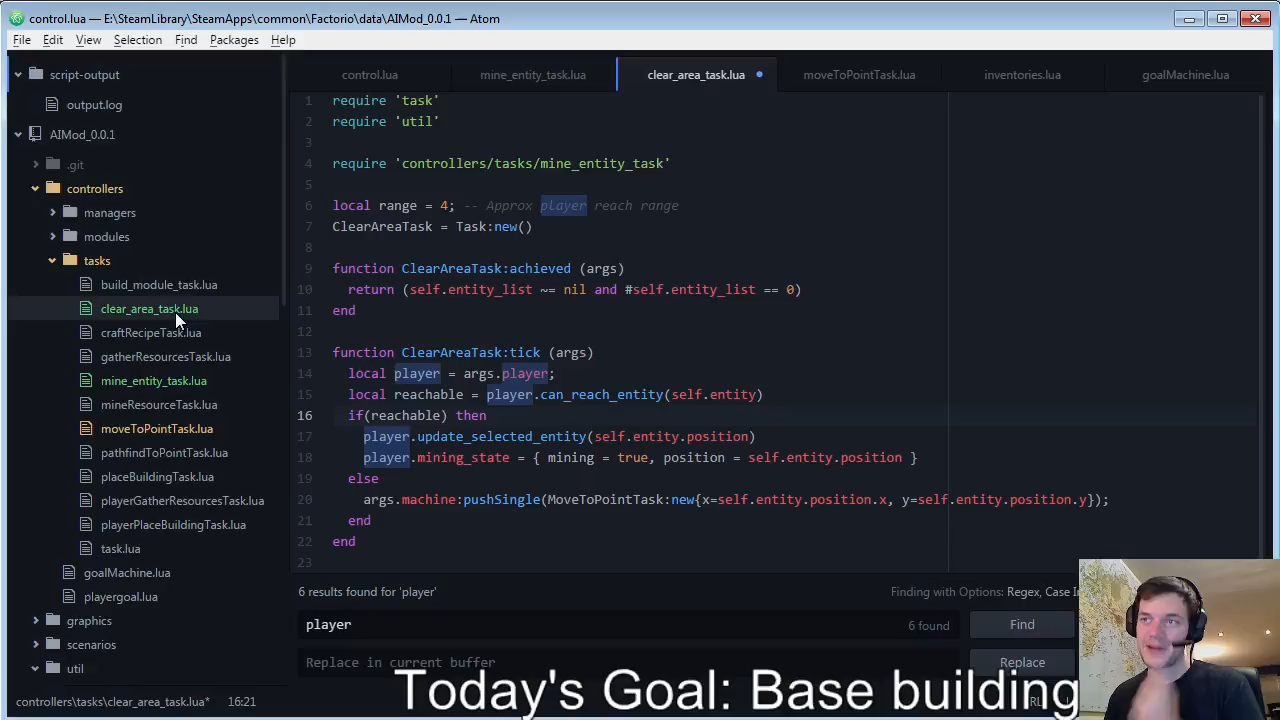 control.lua — E:\SteamLibrary\SteamApps\common\Factorio\data\AIMod_0.0.1 — Atom
File Edit View Selection Find Packages Help
script-output
output.log
AIMod_0.0.1
.git
controllers
managers
modules
tasks
build_module_task.lua
clear_area_task.lua
craftRecipeTask.lua
gatherResourcesTask.lua
mine_entity_task.lua
mineResourceTask.lua
moveToPointTask.lua
pathfindToPointTask.lua
placeBuildingTask.lua
playerGatherResourcesTask.lua
playerPlaceBuildingTask.lua
task.lua
goalMachine.lua
playergoal.lua
graphics
scenarios
util
control.lua mine_entity_task.lua clear_area_task.lua moveToPointTask.lua inventories.lua goalMachine.lua
1 require 'task'
2 require 'util'
3
4 require 'controllers/tasks/mine_entity_task'
5
6 local range = 4; -- Approx player reach range
7 ClearAreaTask = Task:new()
8
9 function ClearAreaTask:achieved (args)
10 return (self.entity_list ~= nil and #self.entity_list == 0)
11 end
12
13 function ClearAreaTask:tick (args)
14 local player = args.player;
15 local reachable = player.can_reach_entity(self.entity)
16 if(reachable) then
17 player.update_selected_entity(self.entity.position)
18 player.mining_state = { mining = true, position = self.entity.position }
19 else
20 args.machine:pushSingle(MoveToPointTask:new{x=self.entity.position.x, y=self.entity.position.y});
21 end
22 end
23
6 results found for 'player'
Finding with Options: Regex, Case
player 6 found Find
Replace in current buffer Replace
controllers\tasks\clear_area_task.lua* 16:21
Today's Goal: Base building